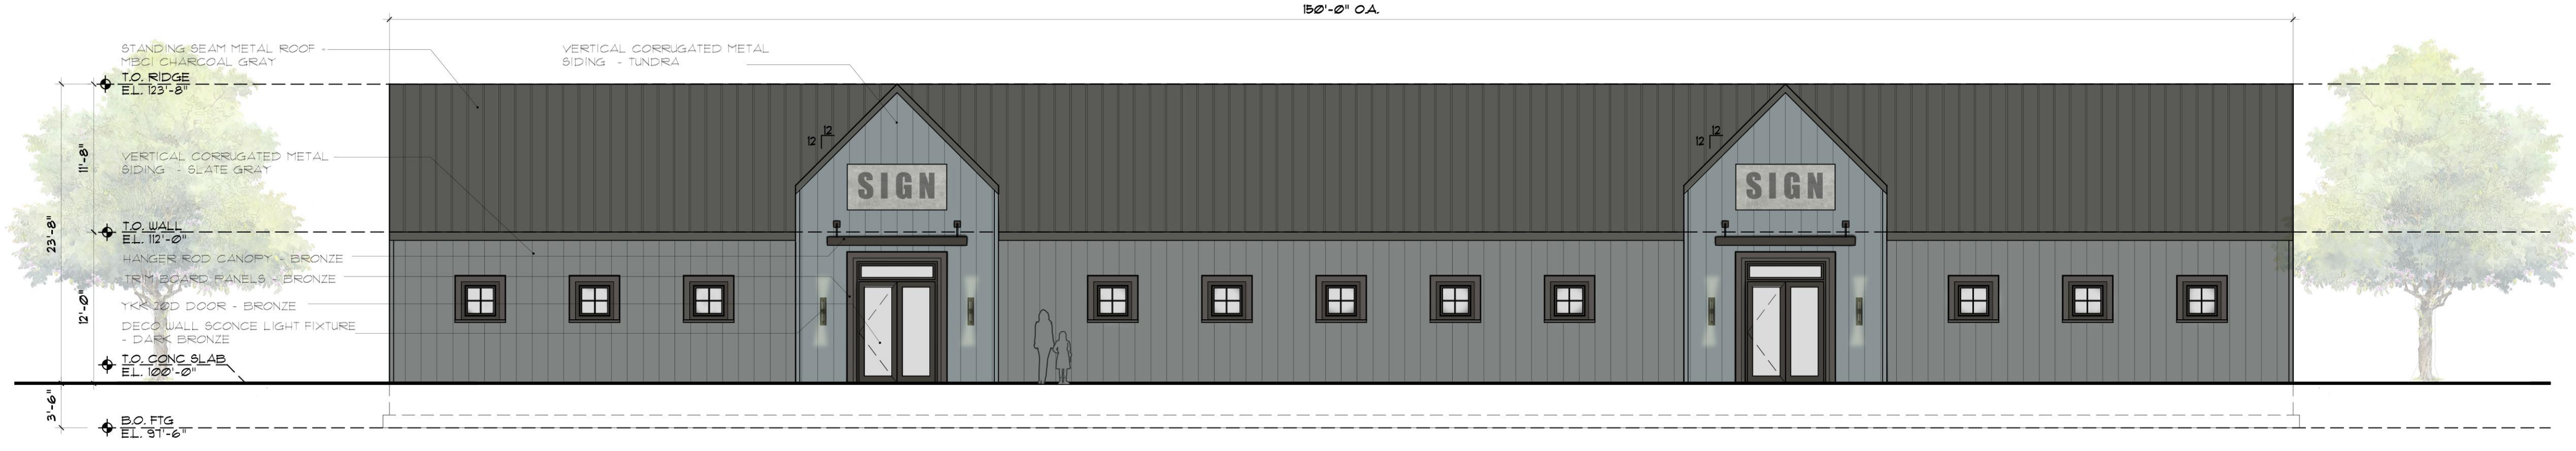 150'-0" O.A.
STANDING SEAM METAL ROOF -
MBCI CHARCOAL GRAY
VERTICAL CORRUGATED METAL
SIDING - TUNDRA
T.O. RIDGE
EL. 123'-8"
12
12
12
12
11'-8"
VERTICAL CORRUGATED METAL
SIDING - SLATE GRAY
SIGN
SIGN
23'-8"
T.O. WALL
EL. 112'-0"
HANGER ROD CANOPY - BRONZE
TRIM BOARD PANELS - BRONZE
12'-0"
YKK 20D DOOR - BRONZE
DECO WALL SCONCE LIGHT FIXTURE
- DARK BRONZE
T.O. CONC SLAB
EL. 100'-0"
3'-6"
B.O. FTG
EL. 97'-6"